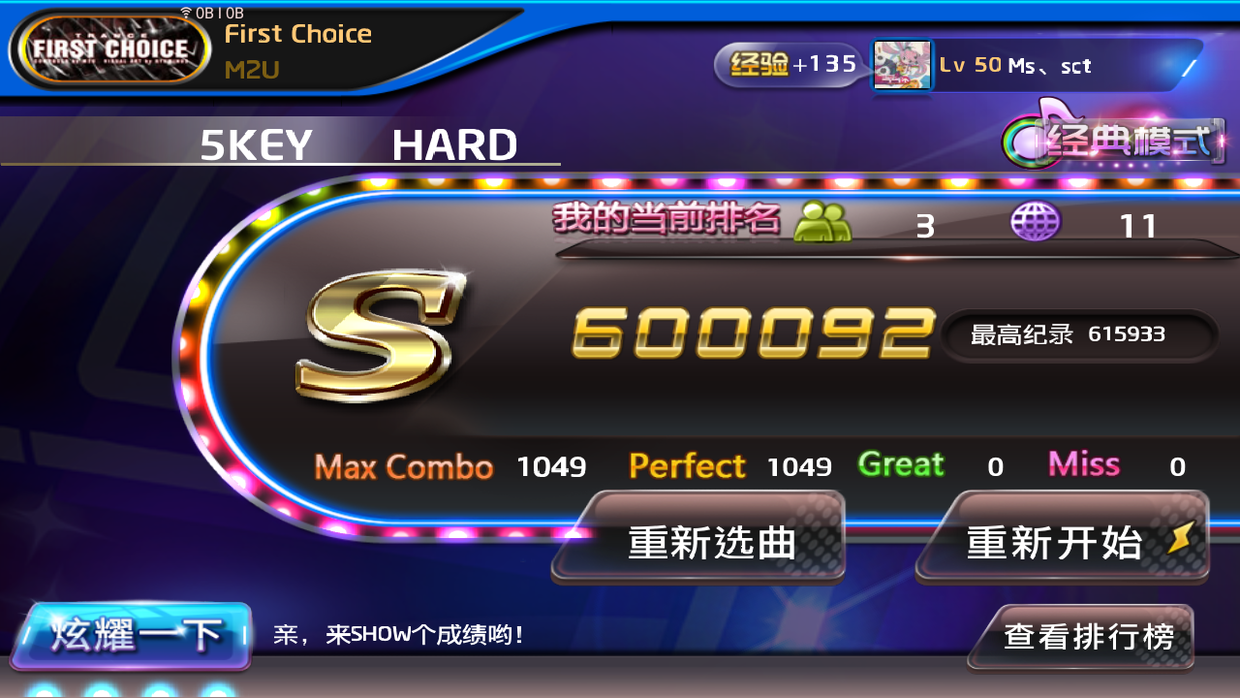 0B | 0B
TRANCE
FIRST CHOICE
First Choice
M2U
经验+135
Lv 50 Ms、sct
5KEY HARD
经典模式
我的当前排名 3 11
S
600092
最高纪录 615933
Max Combo 1049 Perfect 1049 Great 0 Miss 0
重新选曲
重新开始
炫耀一下
亲，来SHOW个成绩哟！
查看排行榜